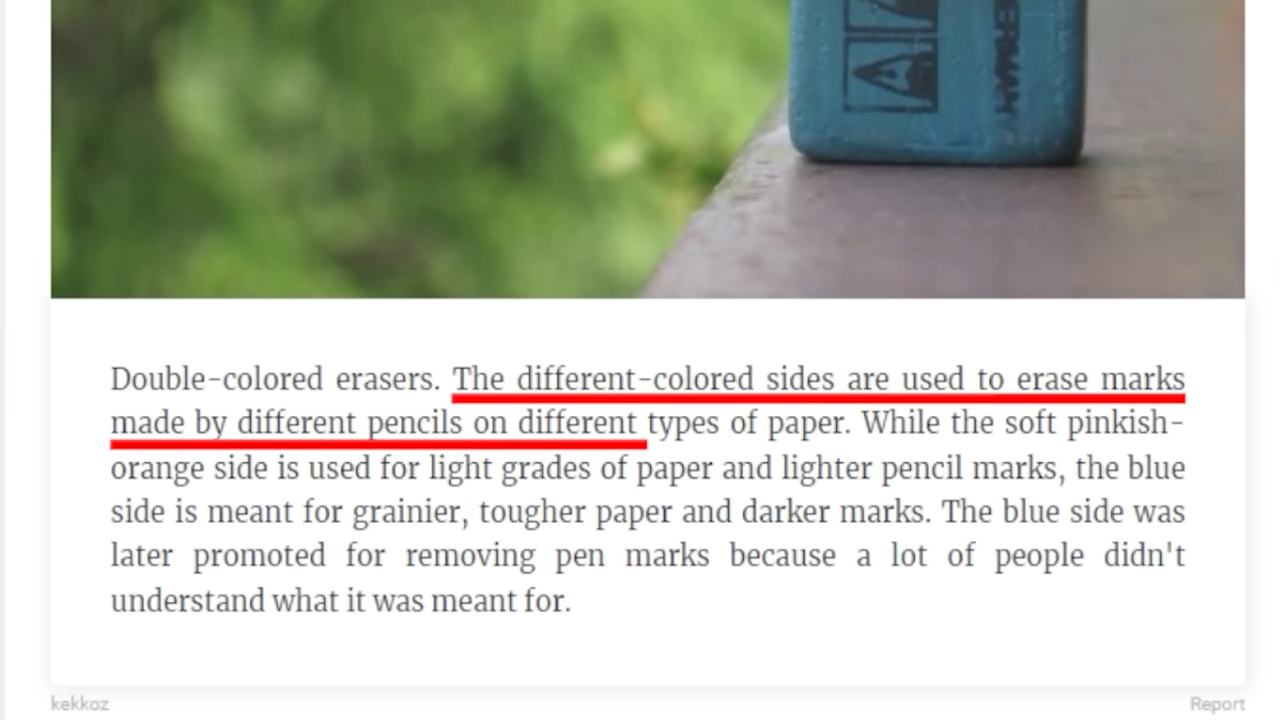 Double-colored erasers. The different-colored sides are used to erase marks
made by different pencils on different types of paper. While the soft pinkish-
orange side is used for light grades of paper and lighter pencil marks, the blue
side is meant for grainier, tougher paper and darker marks. The blue side was
later promoted for removing pen marks because a lot of people didn't
understand what it was meant for.
kekkoz
Report